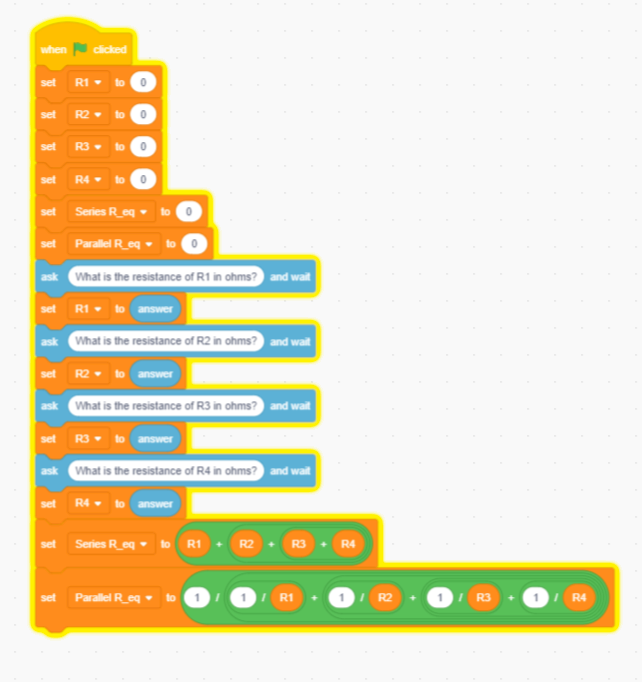 when clicked
set R1 to 0
set R2 to 0
set R3 to 0
set R4 to 0
set Series R_eq to 0
set Parallel R_eq to 0
ask What is the resistance of R1 in ohms? and wait
set R1 to answer
ask What is the resistance of R2 in ohms? and wait
set R2 to answer
ask What is the resistance of R3 in ohms? and wait
set R3 to answer
ask What is the resistance of R4 in ohms? and wait
set R4 to answer
set Series R_eq to R1 + R2 + R3 + R4
set Parallel R_eq to 1 / 1 / R1 + 1 / R2 + 1 / R3 + 1 / R4